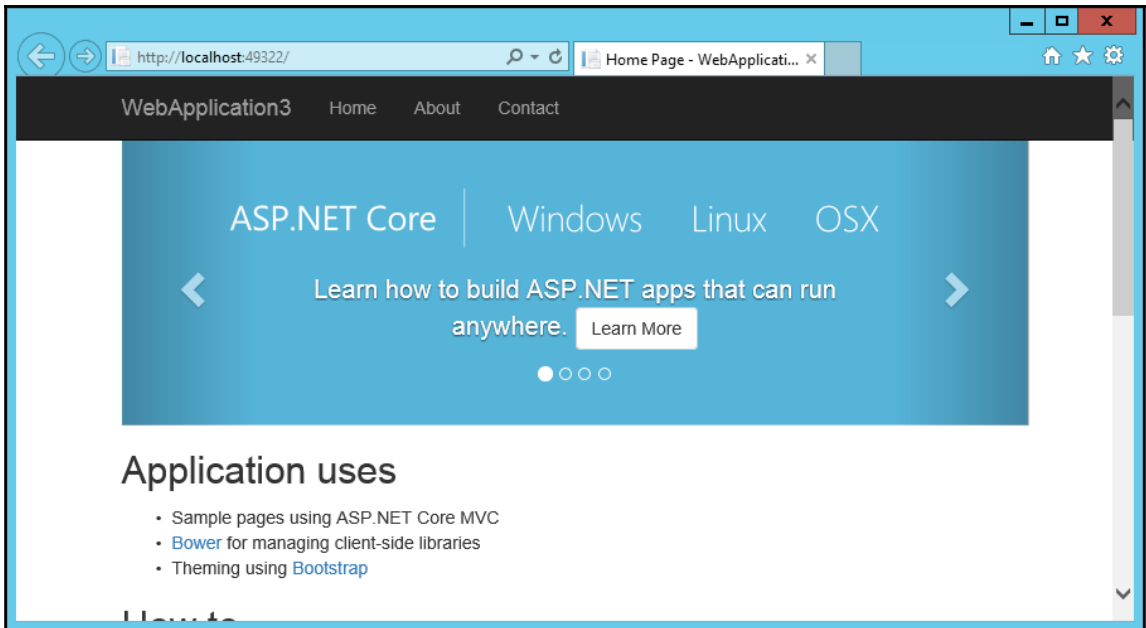 http://localhost:49322/
Home Page - WebApplicati...
WebApplication3 Home About Contact
ASP.NET Core Windows Linux OSX
Learn how to build ASP.NET apps that can run
anywhere. Learn More
Application uses
• Sample pages using ASP.NET Core MVC
• Bower for managing client-side libraries
• Theming using Bootstrap
How to